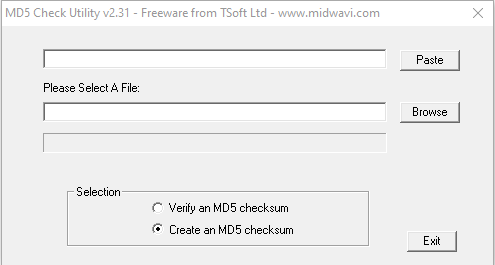 MD5 Check Utility v2.31 - Freeware from TSoft Ltd - www.midwavi.com
Paste
Please Select A File:
Browse
Selection
Verify an MD5 checksum
Create an MD5 checksum
Exit